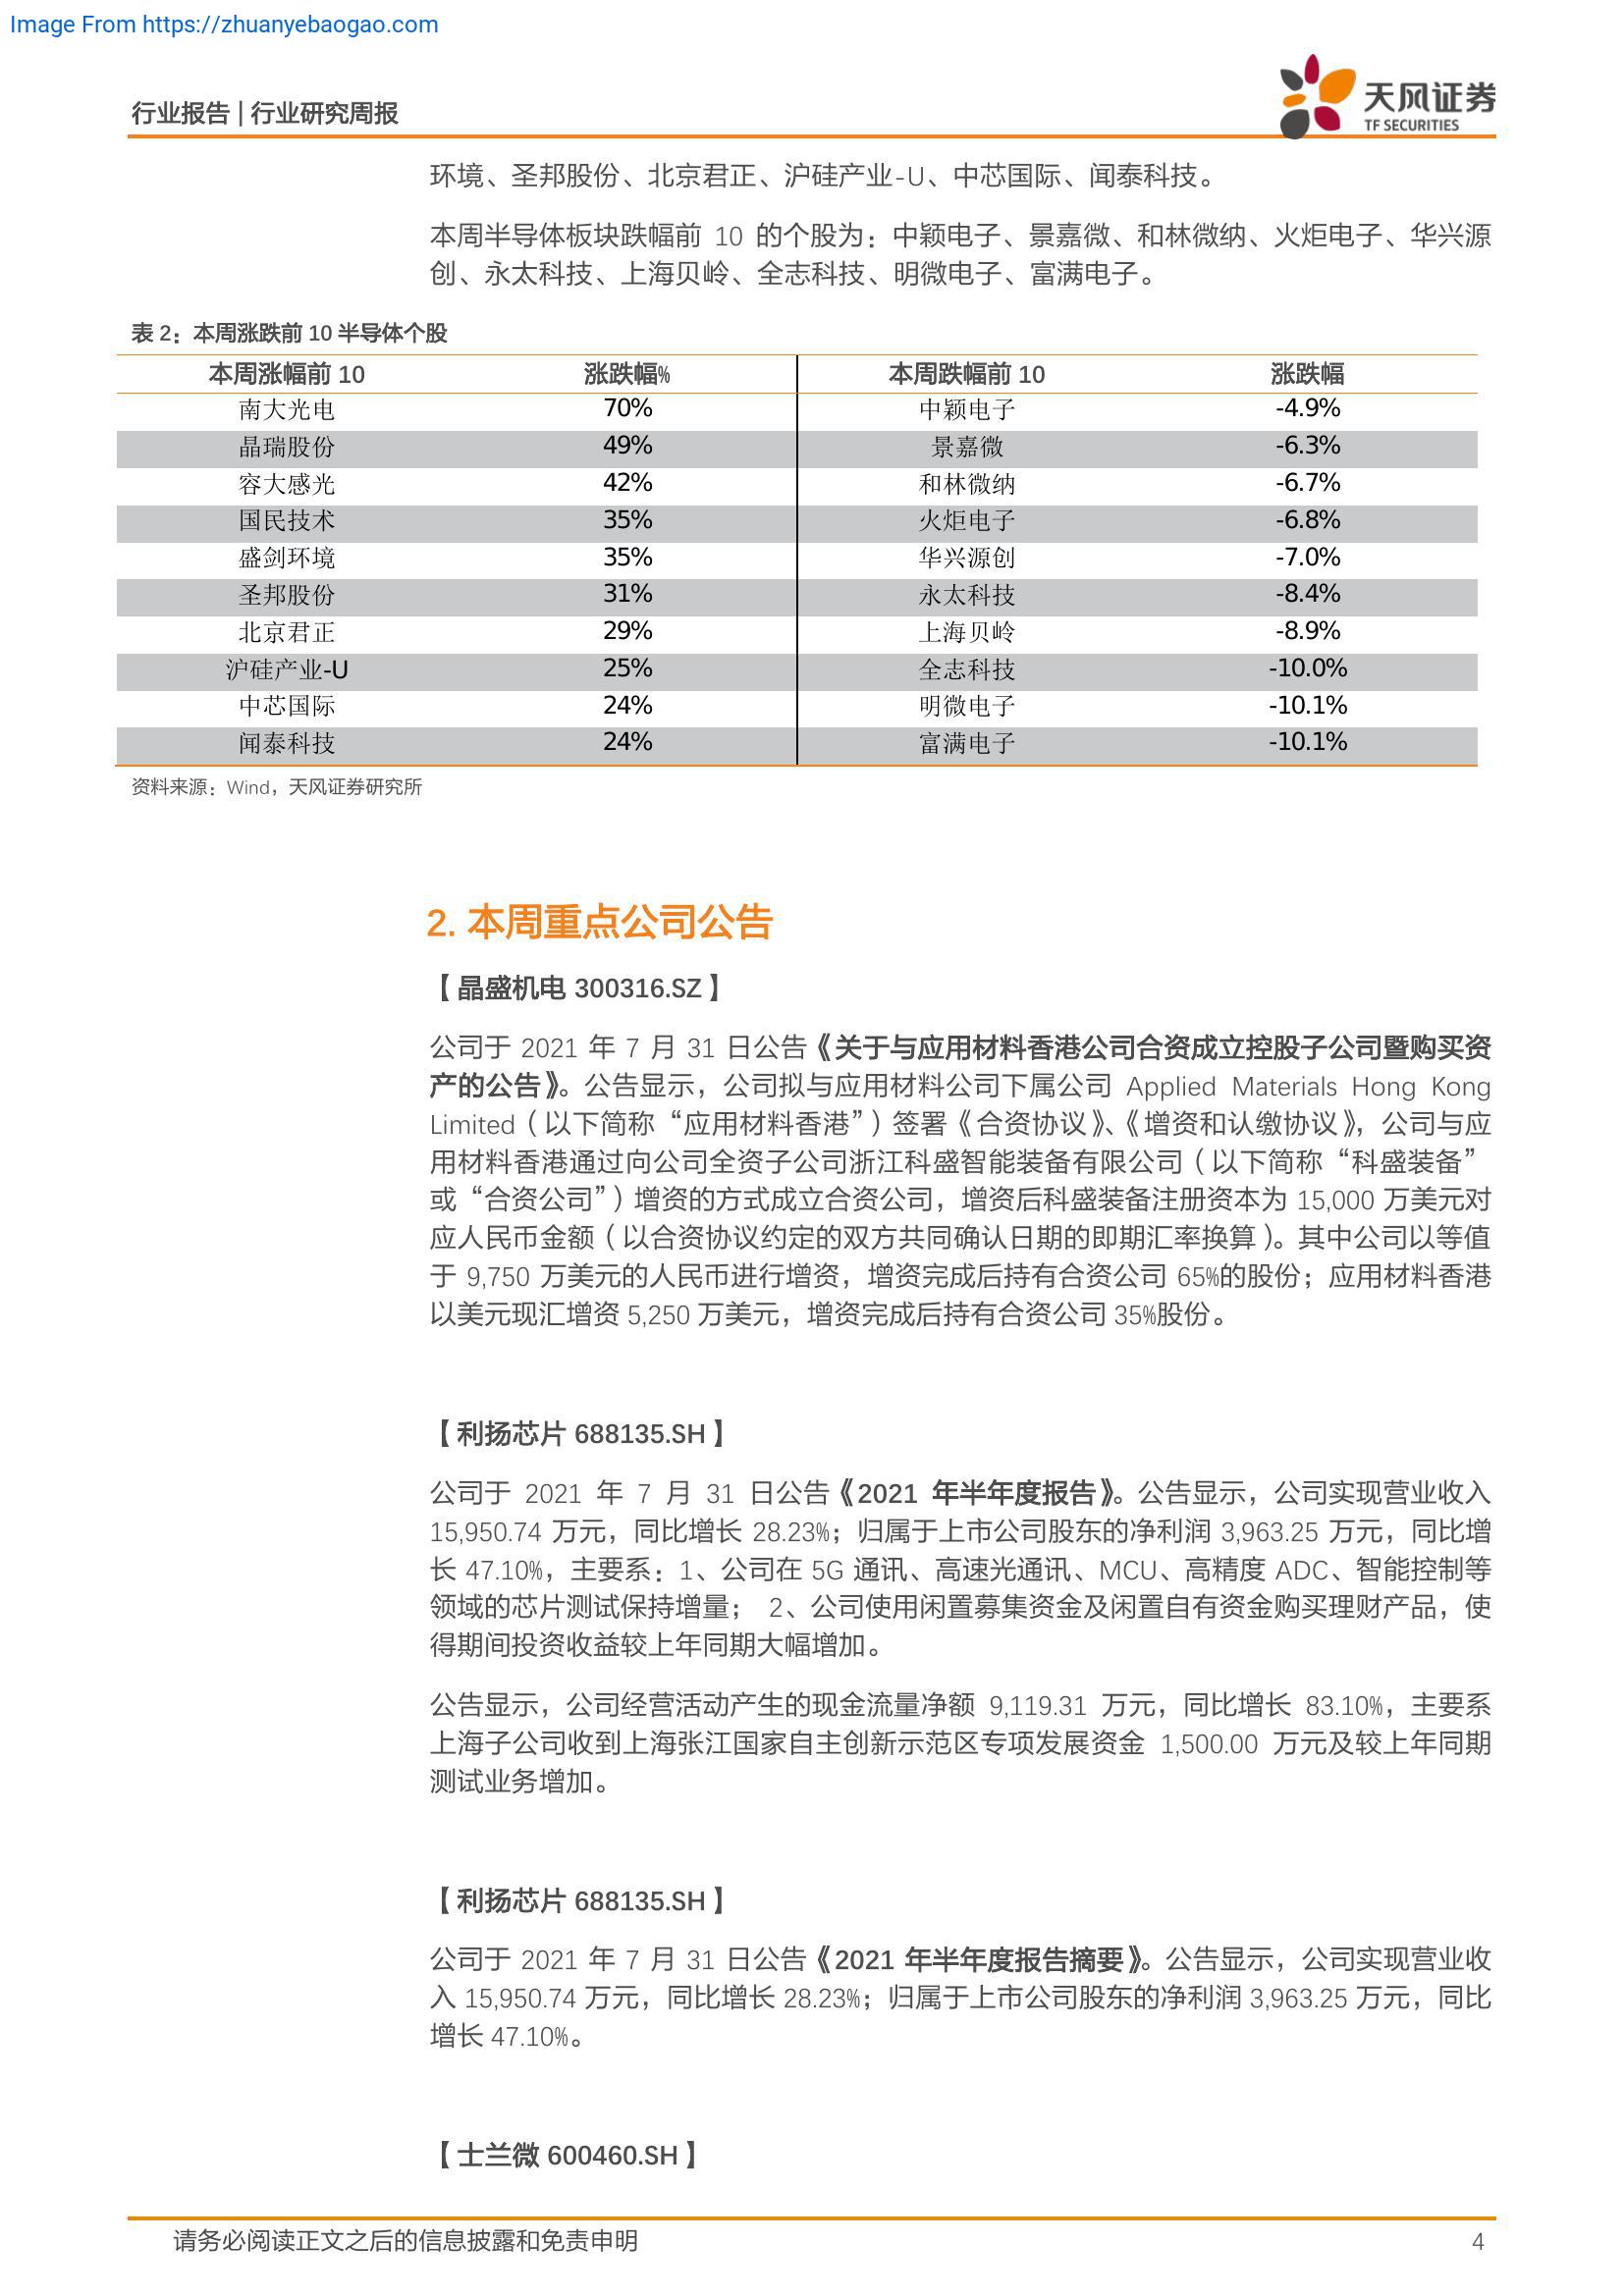 Image From https://zhuanyebaogao.com
行业报告 | 行业研究周报
天风证券
TF SECURITIES
环境、圣邦股份、北京君正、沪硅产业-U、中芯国际、闻泰科技。
本周半导体板块跌幅前 10 的个股为：中颖电子、景嘉微、和林微纳、火炬电子、华兴源
创、永太科技、上海贝岭、全志科技、明微电子、富满电子。
表 2：本周涨跌前 10 半导体个股
本周涨幅前 10 涨跌幅% 本周跌幅前 10 涨跌幅
南大光电 70% 中颖电子 -4.9%
晶瑞股份 49% 景嘉微 -6.3%
容大感光 42% 和林微纳 -6.7%
国民技术 35% 火炬电子 -6.8%
盛剑环境 35% 华兴源创 -7.0%
圣邦股份 31% 永太科技 -8.4%
北京君正 29% 上海贝岭 -8.9%
沪硅产业-U 25% 全志科技 -10.0%
中芯国际 24% 明微电子 -10.1%
闻泰科技 24% 富满电子 -10.1%
资料来源：Wind，天风证券研究所
2. 本周重点公司公告
【晶盛机电 300316.SZ】
公司于 2021 年 7 月 31 日公告《关于与应用材料香港公司合资成立控股子公司暨购买资
产的公告》。公告显示，公司拟与应用材料公司下属公司 Applied Materials Hong Kong
Limited（以下简称“应用材料香港”）签署《合资协议》、《增资和认缴协议》，公司与应
用材料香港通过向公司全资子公司浙江科盛智能装备有限公司（以下简称“科盛装备”
或“合资公司”）增资的方式成立合资公司，增资后科盛装备注册资本为 15,000 万美元对
应人民币金额（以合资协议约定的双方共同确认日期的即期汇率换算）。其中公司以等值
于 9,750 万美元的人民币进行增资，增资完成后持有合资公司 65%的股份；应用材料香港
以美元现汇增资 5,250 万美元，增资完成后持有合资公司 35%股份。
【利扬芯片 688135.SH】
公司于 2021 年 7 月 31 日公告《2021 年半年度报告》。公告显示，公司实现营业收入
15,950.74 万元，同比增长 28.23%；归属于上市公司股东的净利润 3,963.25 万元，同比增
长 47.10%，主要系：1、公司在 5G 通讯、高速光通讯、MCU、高精度 ADC、智能控制等
领域的芯片测试保持增量； 2、公司使用闲置募集资金及闲置自有资金购买理财产品，使
得期间投资收益较上年同期大幅增加。
公告显示，公司经营活动产生的现金流量净额 9,119.31 万元，同比增长 83.10%，主要系
上海子公司收到上海张江国家自主创新示范区专项发展资金 1,500.00 万元及较上年同期
测试业务增加。
【利扬芯片 688135.SH】
公司于 2021 年 7 月 31 日公告《2021 年半年度报告摘要》。公告显示，公司实现营业收
入 15,950.74 万元，同比增长 28.23%；归属于上市公司股东的净利润 3,963.25 万元，同比
增长 47.10%。
【士兰微 600460.SH】
请务必阅读正文之后的信息披露和免责申明 4